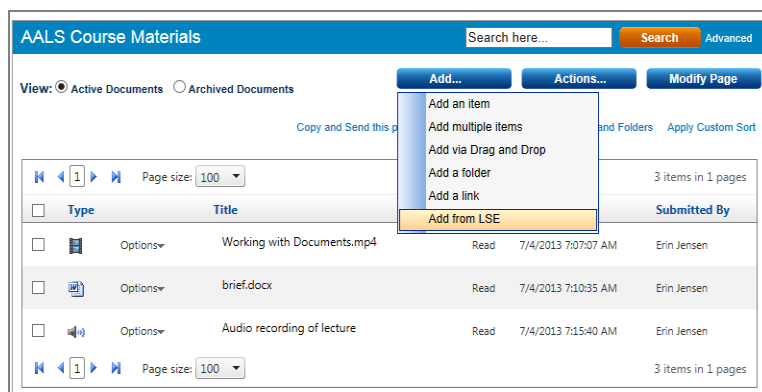 AALS Course Materials
Search here...
Search
Advanced
View: Active Documents Archived Documents
Add...
Actions...
Modify Page
Add an item
Add multiple items
Add via Drag and Drop
Add a folder
Add a link
Add from LSE
Copy and Send this p
and Folders
Apply Custom Sort
1 Page size: 100
3 items in 1 pages
Type Title Submitted By
Options Working with Documents.mp4 Read 7/4/2013 7:07:07 AM Erin Jensen
Options brief.docx Read 7/4/2013 7:10:35 AM Erin Jensen
Options Audio recording of lecture Read 7/4/2013 7:15:40 AM Erin Jensen
1 Page size: 100
3 items in 1 pages